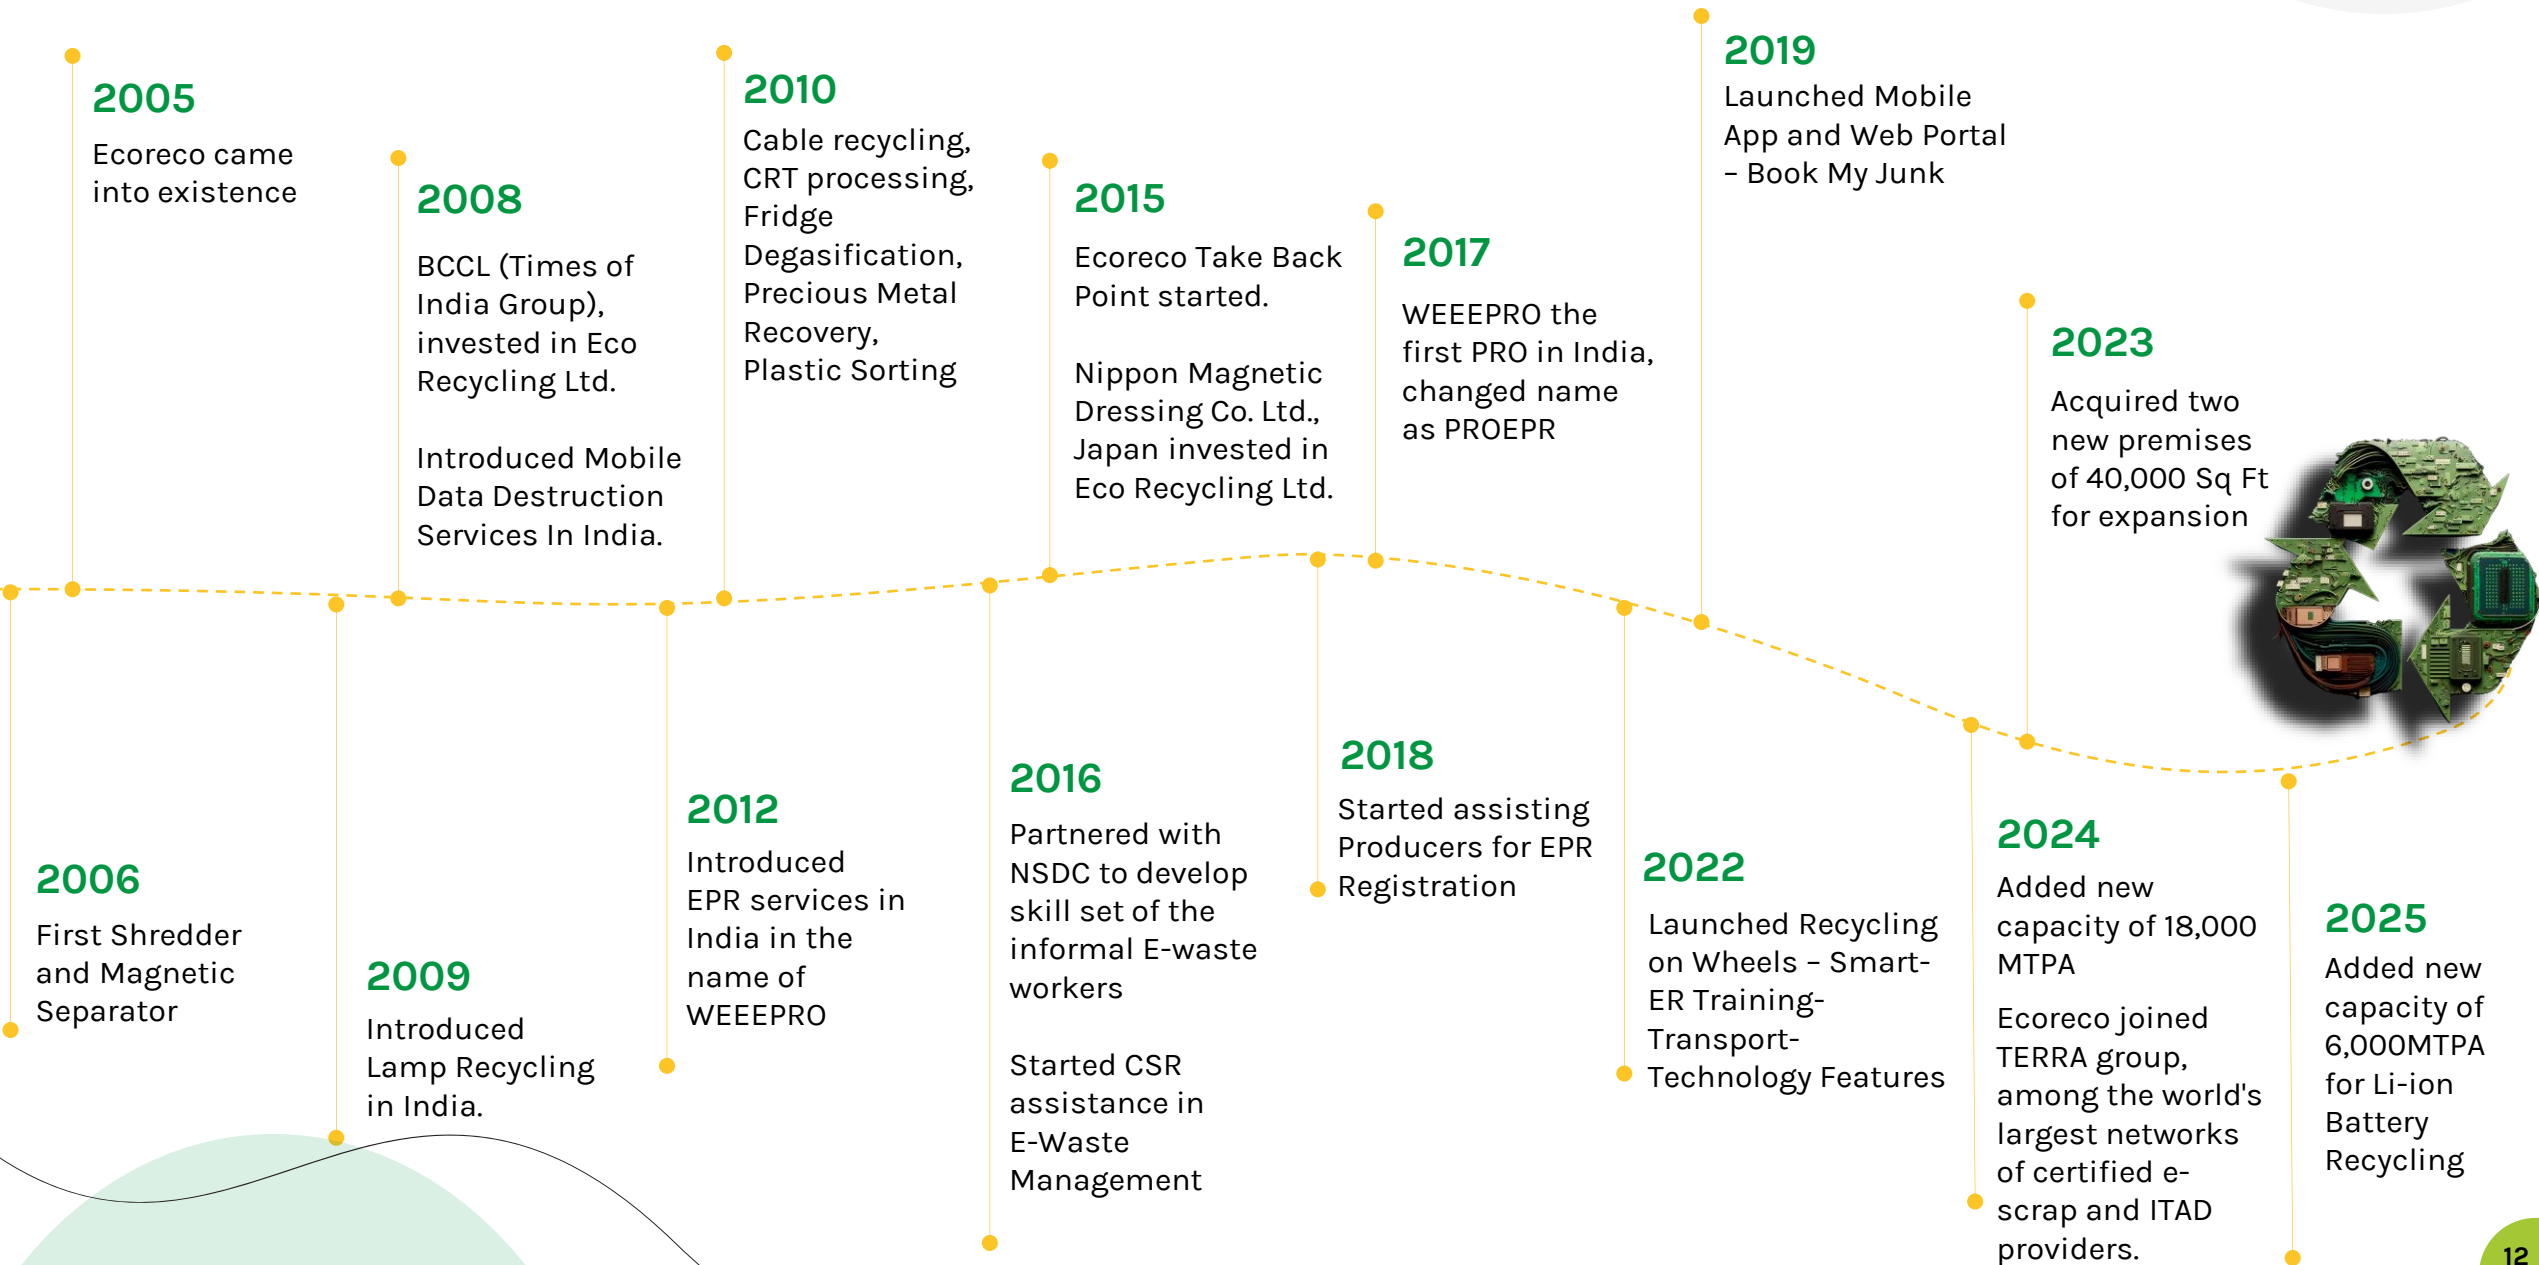 2005
Ecoreco came
into existence
2008
BCCL (Times of
India Group),
invested in Eco
Recycling Ltd.
Introduced Mobile
Data Destruction
Services In India.
2010
Cable recycling,
CRT processing,
Fridge
Degasification,
Precious Metal
Recovery,
Plastic Sorting
2015
Ecoreco Take Back
Point started.
Nippon Magnetic
Dressing Co. Ltd.,
Japan invested in
Eco Recycling Ltd.
2017
WEEEPRO the
first PRO in India,
changed name
as PROEPR
2019
Launched Mobile
App and Web Portal
– Book My Junk
2023
Acquired two
new premises
of 40,000 Sq Ft
for expansion
2006
First Shredder
and Magnetic
Separator
2009
Introduced
Lamp Recycling
in India.
2012
Introduced
EPR services in
India in the
name of
WEEEPRO
2016
Partnered with
NSDC to develop
skill set of the
informal E-waste
workers
Started CSR
assistance in
E-Waste
Management
2018
Started assisting
Producers for EPR
Registration
2022
Launched Recycling
on Wheels – Smart-
ER Training-
Transport-
Technology Features
2024
Added new
capacity of 18,000
MTPA
Ecoreco joined
TERRA group,
among the world's
largest networks
of certified e-
scrap and ITAD
providers.
2025
Added new
capacity of
6,000MTPA
for Li-ion
Battery
Recycling
12